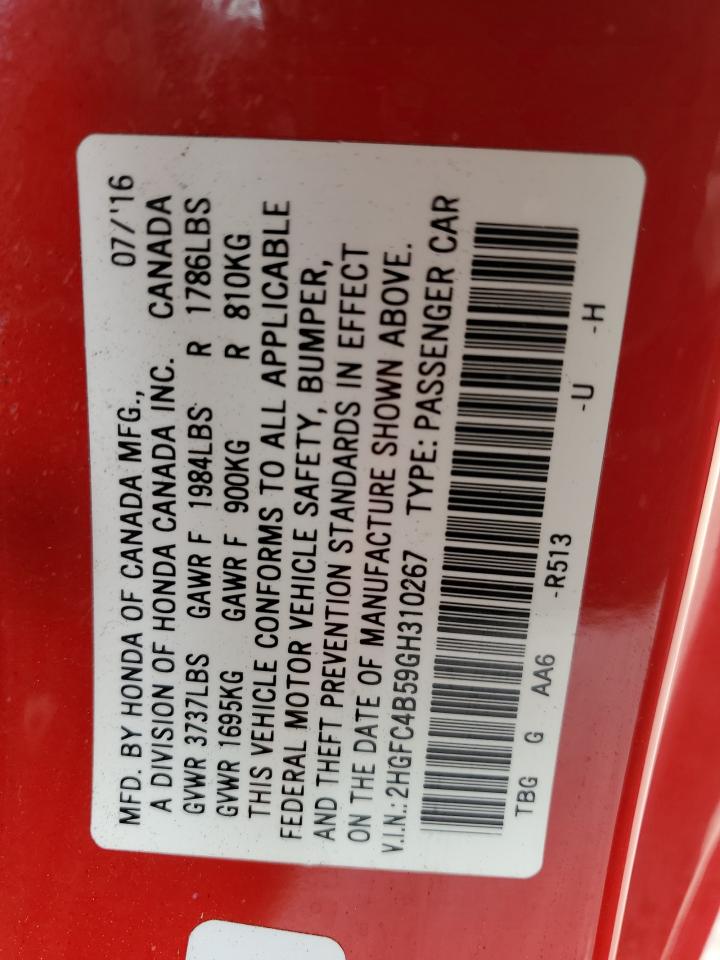 MFD. BY HONDA OF CANADA MFG., 07/'16
A DIVISION OF HONDA CANADA INC. CANADA
GVWR 3737LBS GAWR F 1984LBS R 1786LBS
GVWR 1695KG GAWR F 900KG R 810KG
THIS VEHICLE CONFORMS TO ALL APPLICABLE
FEDERAL MOTOR VEHICLE SAFETY, BUMPER,
AND THEFT PREVENTION STANDARDS IN EFFECT
ON THE DATE OF MANUFACTURE SHOWN ABOVE.
V.I.N.: 2HGFC4B59GH310267 TYPE: PASSENGER CAR
TBG G AA6 -R513 -U -H